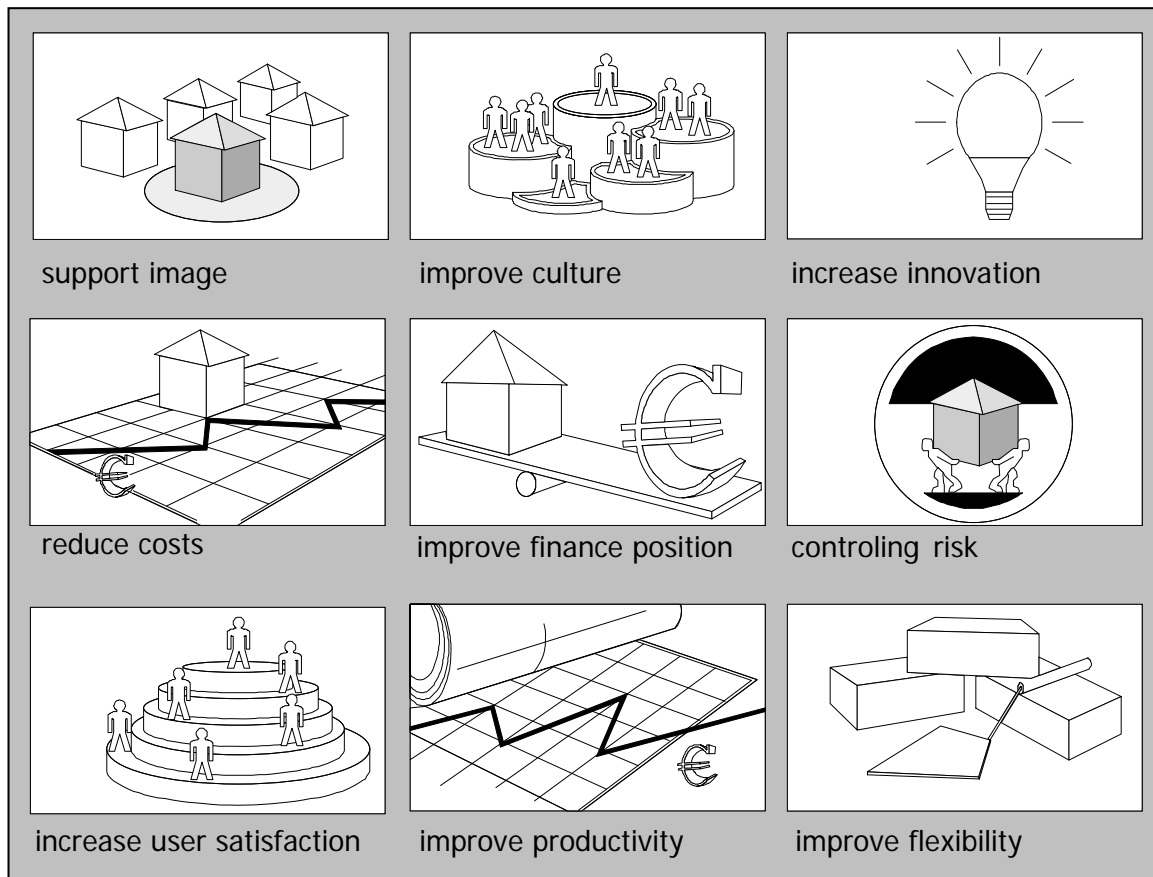 support image
improve culture
increase innovation
reduce costs
improve finance position
controling risk
increase user satisfaction
improve productivity
improve flexibility